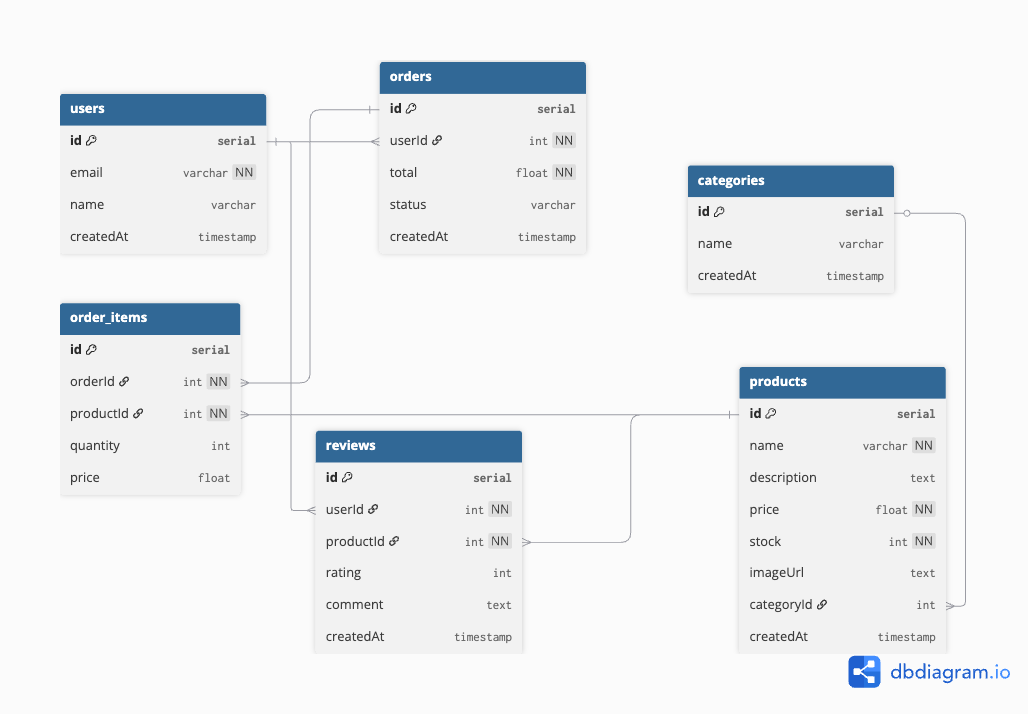 users
id serial
email varchar NN
name varchar
createdAt timestamp
orders
id serial
userId int NN
total float NN
status varchar
createdAt timestamp
categories
id serial
name varchar
createdAt timestamp
order_items
id serial
orderId int NN
productId int NN
quantity int
price float
reviews
id serial
userId int NN
productId int NN
rating int
comment text
createdAt timestamp
products
id serial
name varchar NN
description text
price float NN
stock int NN
imageUrl text
categoryId int
createdAt timestamp
dbdiagram.io